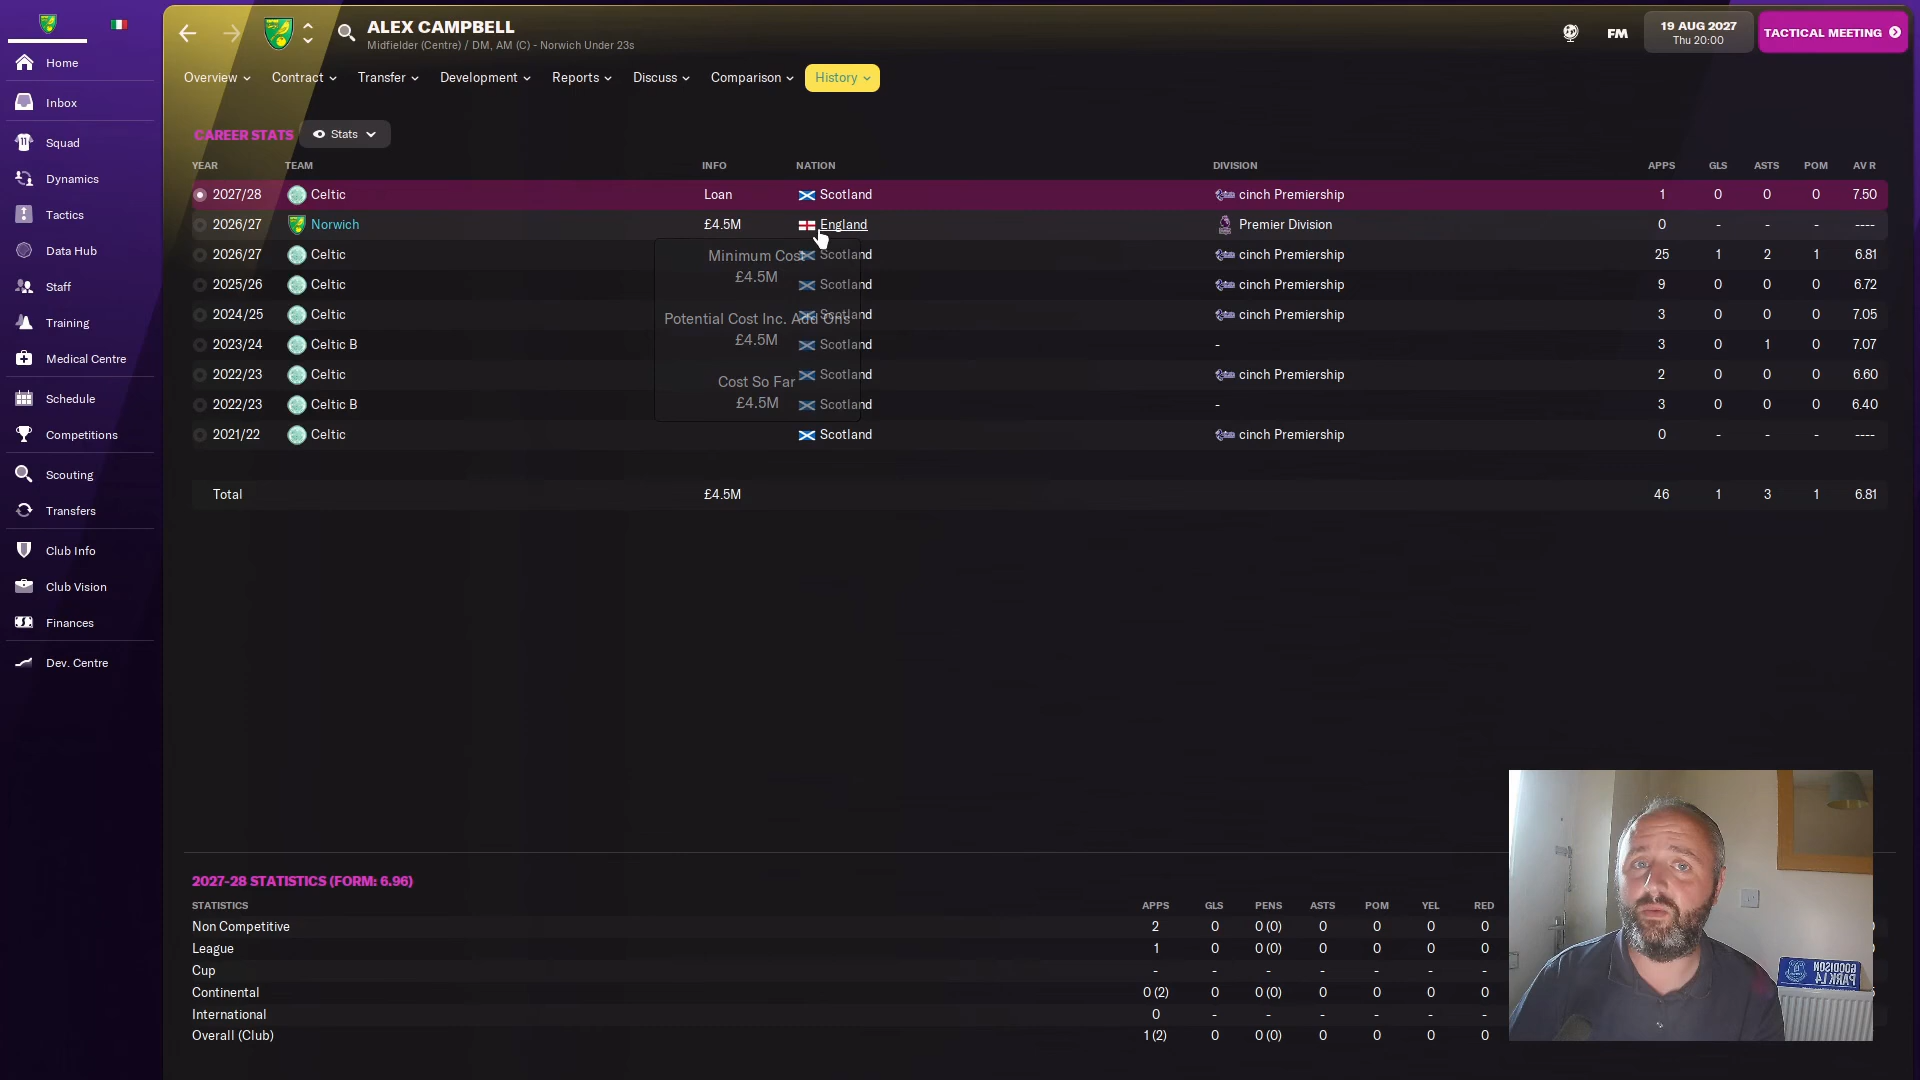 ALEX CAMPBELL
Midfielder (Centre) / DM, AM (C) - Norwich Under 23s
FM
19 AUG 2027
Thu 20:00
TACTICAL MEETING
Home
Inbox
Squad
Dynamics
Tactics
Data Hub
Staff
Training
Medical Centre
Schedule
Competitions
Scouting
Transfers
Club Info
Club Vision
Finances
Dev. Centre
Overview Contract Transfer Development Reports Discuss Comparison History
CAREER STATS Stats
YEAR TEAM INFO NATION DIVISION APPS GLS ASTS POM AV R
2027/28 Celtic Loan Scotland cinch Premiership 1 0 0 0 7.50
2026/27 Norwich £4.5M England Premier Division 0 - - - ----
2026/27 Celtic Scotland cinch Premiership 25 1 2 1 6.81
2025/26 Celtic Scotland cinch Premiership 9 0 0 0 6.72
2024/25 Celtic Scotland cinch Premiership 3 0 0 0 7.05
2023/24 Celtic B Scotland - 3 0 1 0 7.07
2022/23 Celtic Scotland cinch Premiership 2 0 0 0 6.60
2022/23 Celtic B Scotland - 3 0 0 0 6.40
2021/22 Celtic Scotland cinch Premiership 0 - - - ----
Minimum Cost
£4.5M
Potential Cost Inc. Add Ons
£4.5M
Cost So Far
£4.5M
Total £4.5M 46 1 3 1 6.81
2027-28 STATISTICS (FORM: 6.96)
STATISTICS APPS GLS PENS ASTS POM YEL RED
Non Competitive 2 0 0 (0) 0 0 0 0
League 1 0 0 (0) 0 0 0 0
Cup - - - - - - -
Continental 0 (2) 0 0 (0) 0 0 0 0
International 0 - - - - - -
Overall (Club) 1 (2) 0 0 (0) 0 0 0 0
GOODISON
PARK L4